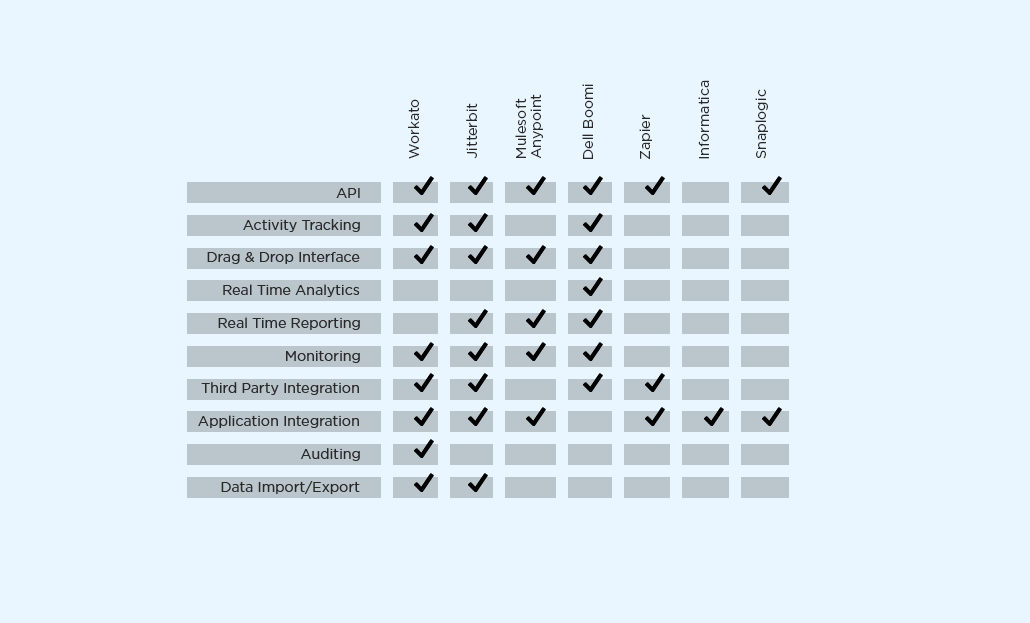 Workato
Jitterbit
Mulesoft
Anypoint
Dell Boomi
Zapier
Informatica
Snaplogic
API
Activity Tracking
Drag & Drop Interface
Real Time Analytics
Real Time Reporting
Monitoring
Third Party Integration
Application Integration
Auditing
Data Import/Export